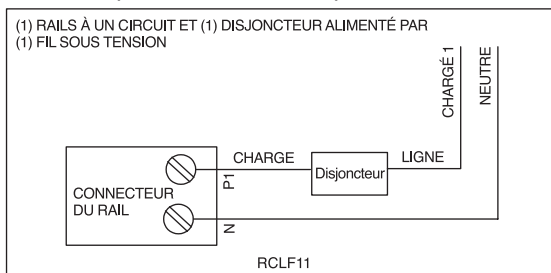 (1) RAILS À UN CIRCUIT ET (1) DISJONCTEUR ALIMENTÉ PAR
(1) FIL SOUS TENSION
CHARGÉ 1
NEUTRE
CHARGE
LIGNE
P1
Disjoncteur
CONNECTEUR
DU RAIL
N
RCLF11